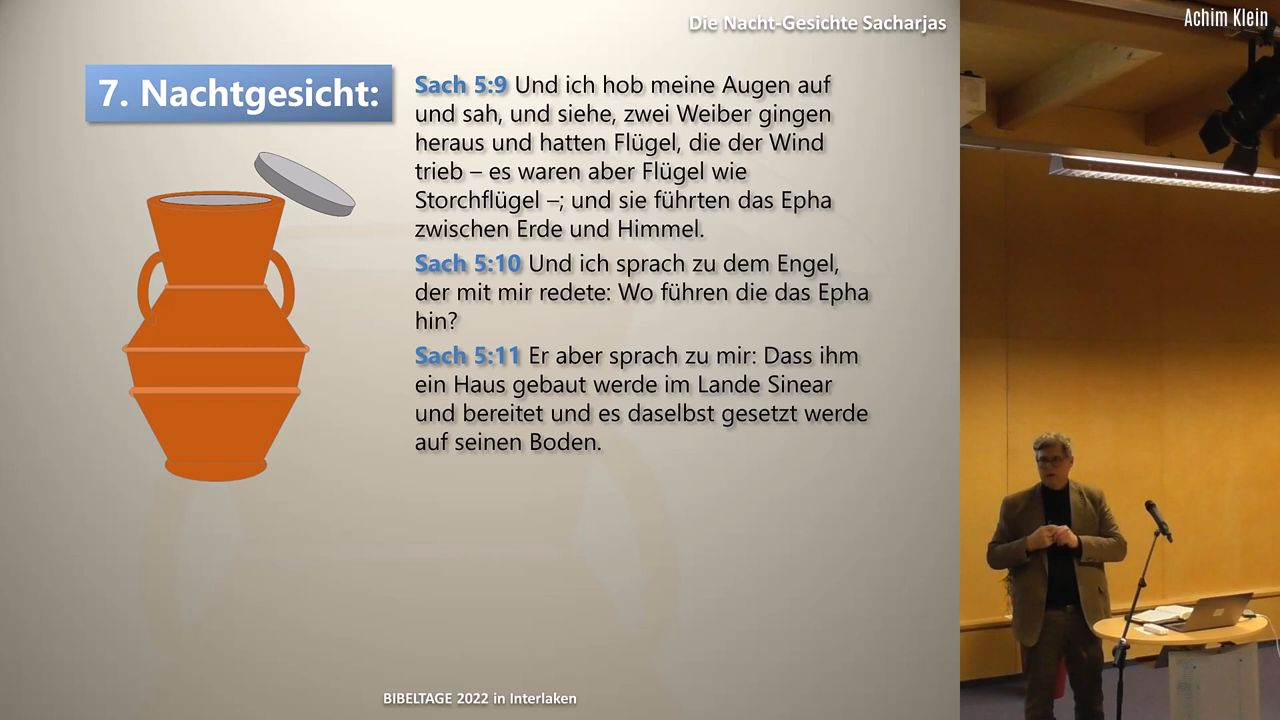 Die Nacht-Gesichte Sacharjas
Achim Klein
7. Nachtgesicht:
Sach 5:9 Und ich hob meine Augen auf
und sah, und siehe, zwei Weiber gingen
heraus und hatten Flügel, die der Wind
trieb – es waren aber Flügel wie
Storchflügel –; und sie führten das Epha
zwischen Erde und Himmel.
Sach 5:10 Und ich sprach zu dem Engel,
der mit mir redete: Wo führen die das Epha
hin?
Sach 5:11 Er aber sprach zu mir: Dass ihm
ein Haus gebaut werde im Lande Sinear
und bereitet und es daselbst gesetzt werde
auf seinen Boden.
BIBELTAGE 2022 in Interlaken